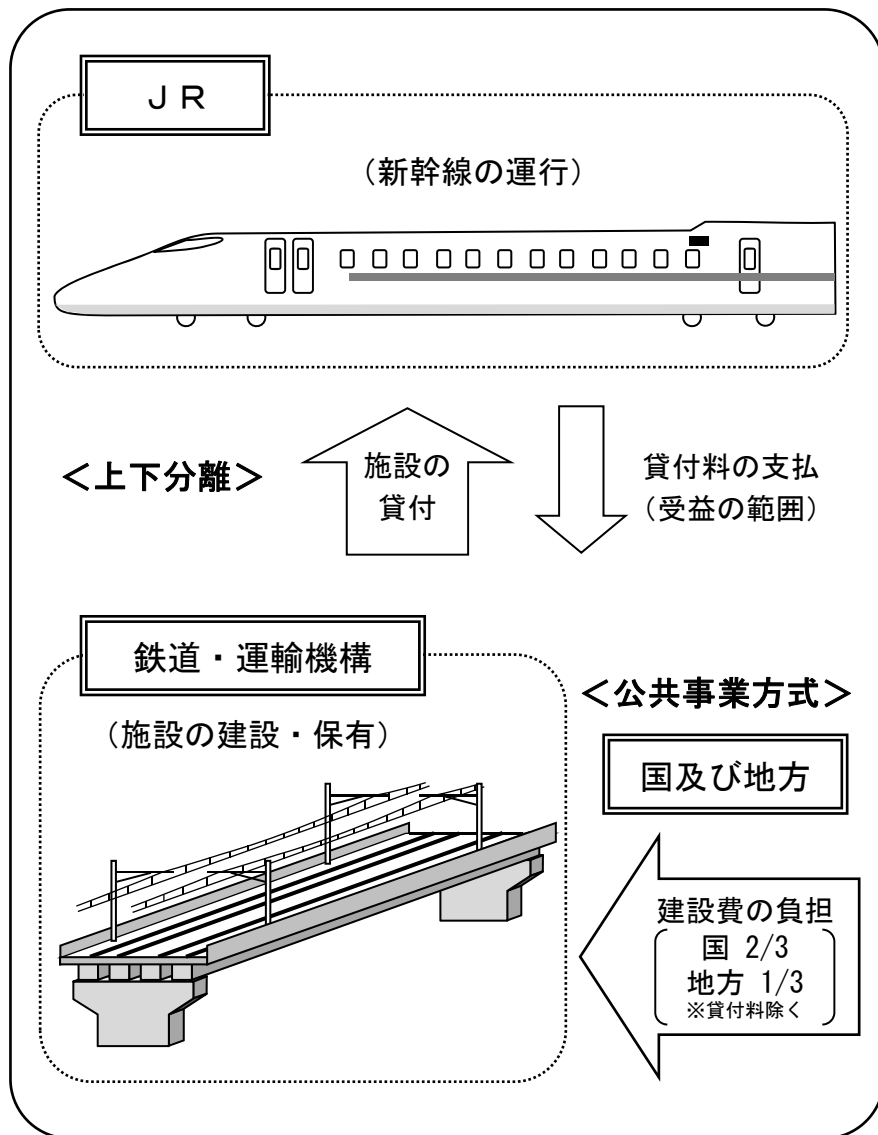 ＪＲ
（新幹線の運行）
＜上下分離＞
施設の
貸付
貸付料の支払
（受益の範囲）
鉄道・運輸機構
（施設の建設・保有）
＜公共事業方式＞
国及び地方
建設費の負担
国 2/3
地方 1/3
※貸付料除く